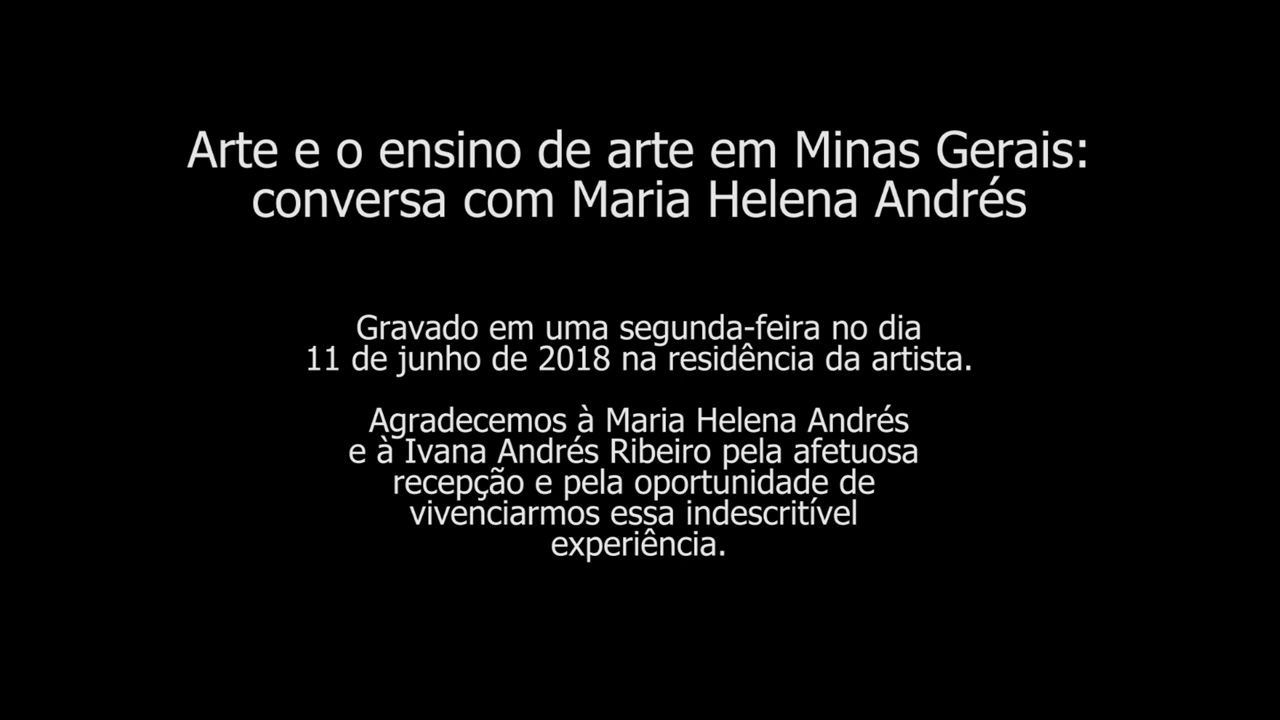 Arte e o ensino de arte em Minas Gerais:
conversa com Maria Helena Andrés
Gravado em uma segunda-feira no dia
11 de junho de 2018 na residência da artista.
Agradecemos à Maria Helena Andrés
e à Ivana Andrés Ribeiro pela afetuosa
recepção e pela oportunidade de
vivenciarmos essa indescritível
experiência.